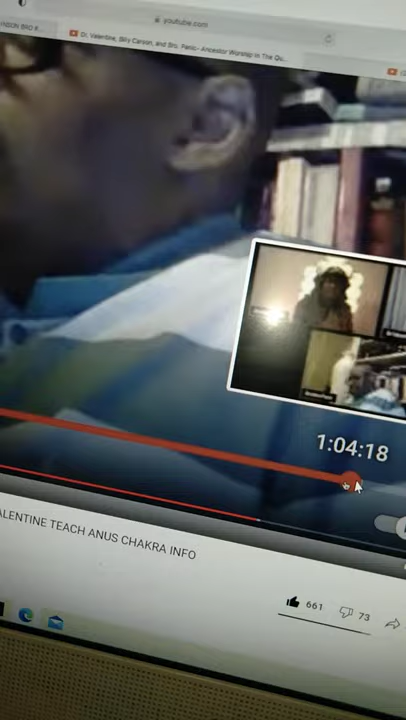 youtube.com
Dr. Valentine, Billy Carson, and Bro. Panic- Ancestor Worship In The Qu...
1:04:18
ALENTINE TEACH ANUS CHAKRA INFO
661
73